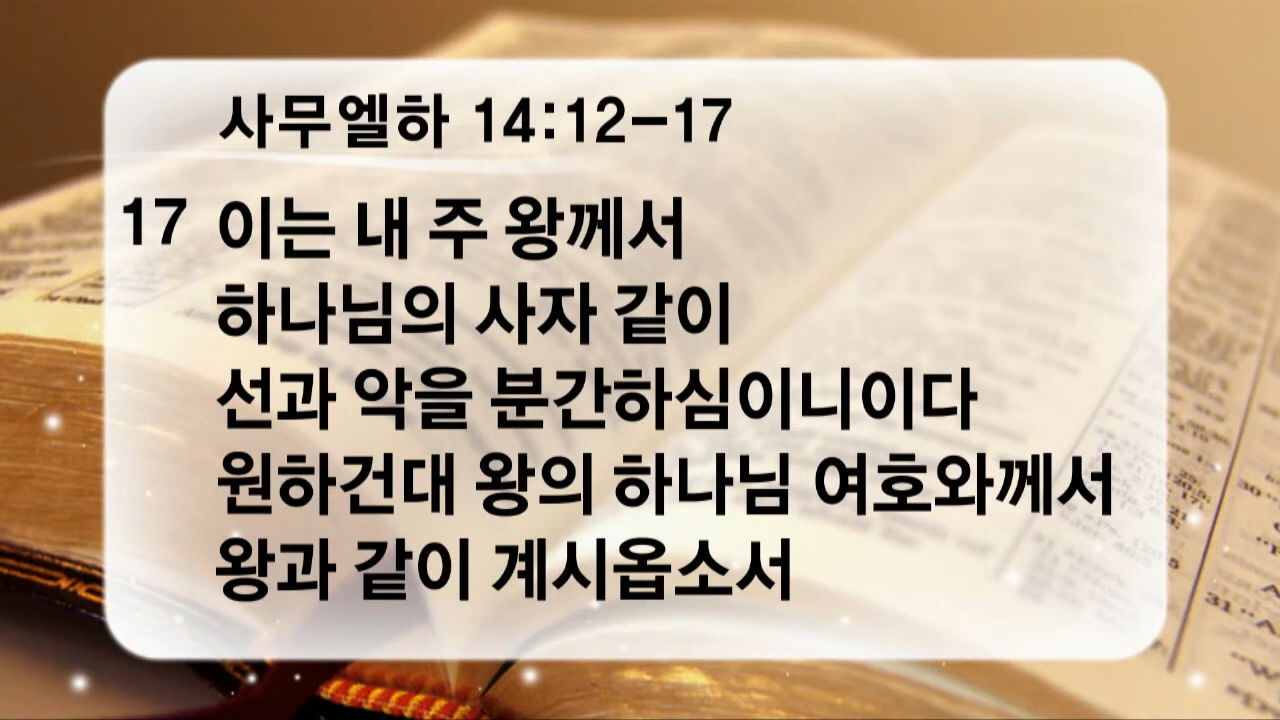 사무엘하 14:12-17
17 이는 내 주 왕께서
하나님의 사자 같이
선과 악을 분간하심이니이다
원하건대 왕의 하나님 여호와께서
왕과 같이 계시옵소서
30
31 "A